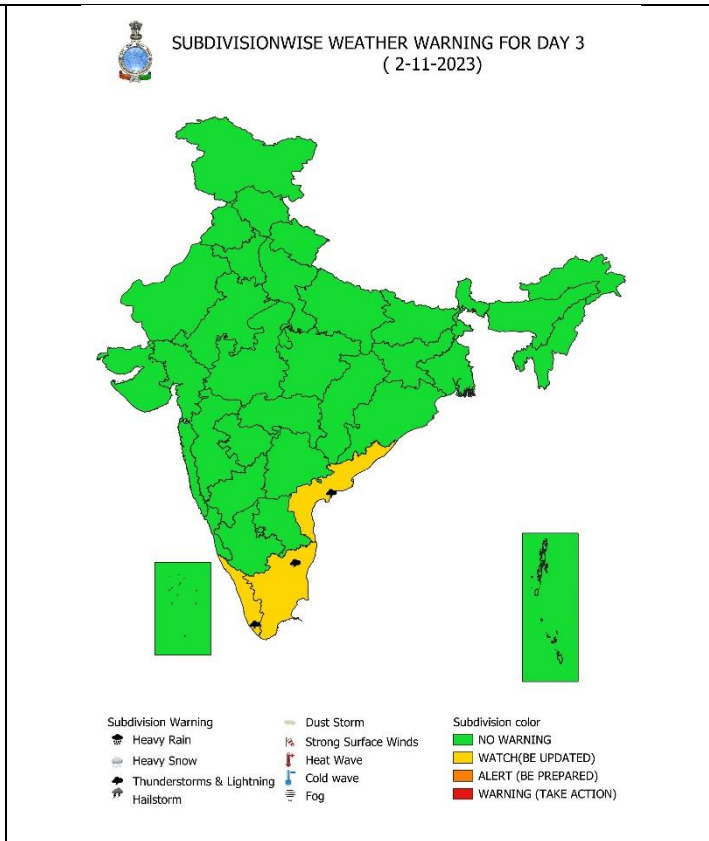 SUBDIVISIONWISE WEATHER WARNING FOR DAY 3
( 2-11-2023)
Subdivision Warning
Heavy Rain
Heavy Snow
Thunderstorms & Lightning
Hailstorm
Dust Storm
Strong Surface Winds
Heat Wave
Cold wave
Fog
Subdivision color
NO WARNING
WATCH(BE UPDATED)
ALERT (BE PREPARED)
WARNING (TAKE ACTION)